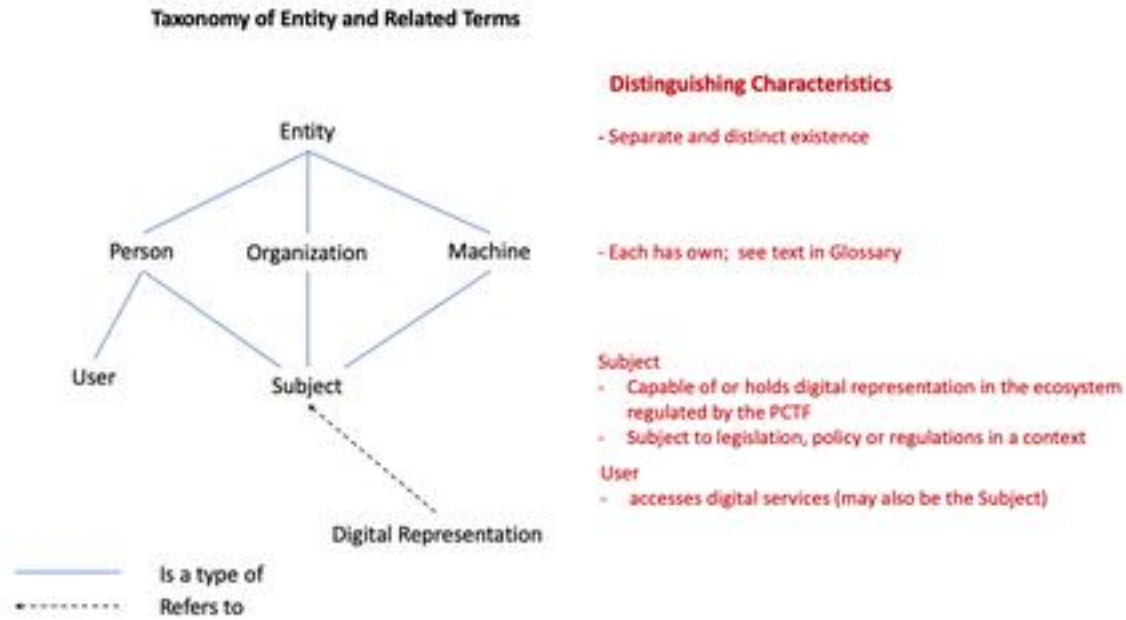 Taxonomy of Entity and Related Terms
Distinguishing Characteristics
Entity
- Separate and distinct existence
Person
Organization
Machine
- Each has own; see text in Glossary
User
Subject
Subject
- Capable of or holds digital representation in the ecosystem
regulated by the PCTF
- Subject to legislation, policy or regulations in a context
User
- accesses digital services (may also be the Subject)
Digital Representation
Is a type of
Refers to